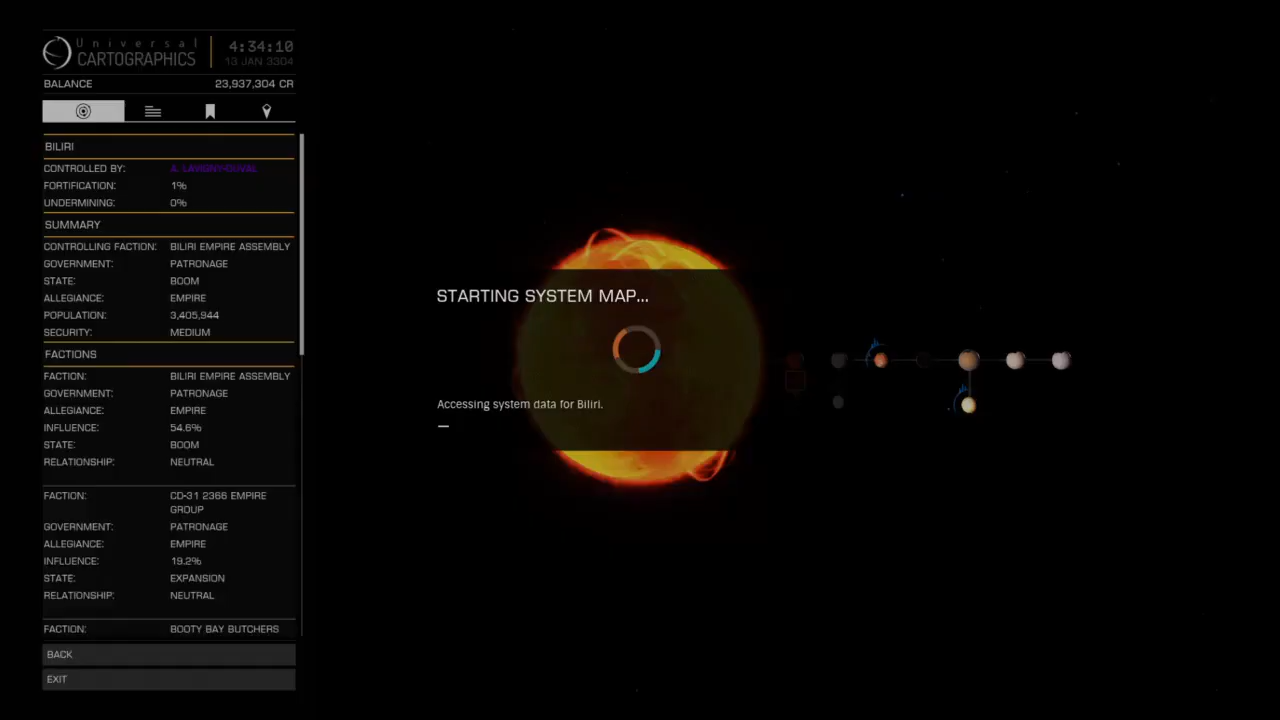 Universal
CARTOGRAPHICS
4:34:10
13 JAN 3304
BALANCE 23,937,304 CR
BILIRI
CONTROLLED BY: A. LAVIGNY-DUVAL
FORTIFICATION: 1%
UNDERMINING: 0%
SUMMARY
CONTROLLING FACTION: BILIRI EMPIRE ASSEMBLY
GOVERNMENT: PATRONAGE
STATE: BOOM
ALLEGIANCE: EMPIRE
POPULATION: 3,405,944
SECURITY: MEDIUM
FACTIONS
FACTION: BILIRI EMPIRE ASSEMBLY
GOVERNMENT: PATRONAGE
ALLEGIANCE: EMPIRE
INFLUENCE: 54.6%
STATE: BOOM
RELATIONSHIP: NEUTRAL
FACTION: CD-31 2366 EMPIRE
GROUP
GOVERNMENT: PATRONAGE
ALLEGIANCE: EMPIRE
INFLUENCE: 19.2%
STATE: EXPANSION
RELATIONSHIP: NEUTRAL
FACTION: BOOTY BAY BUTCHERS
BACK
EXIT
STARTING SYSTEM MAP...
Accessing system data for Biliri.